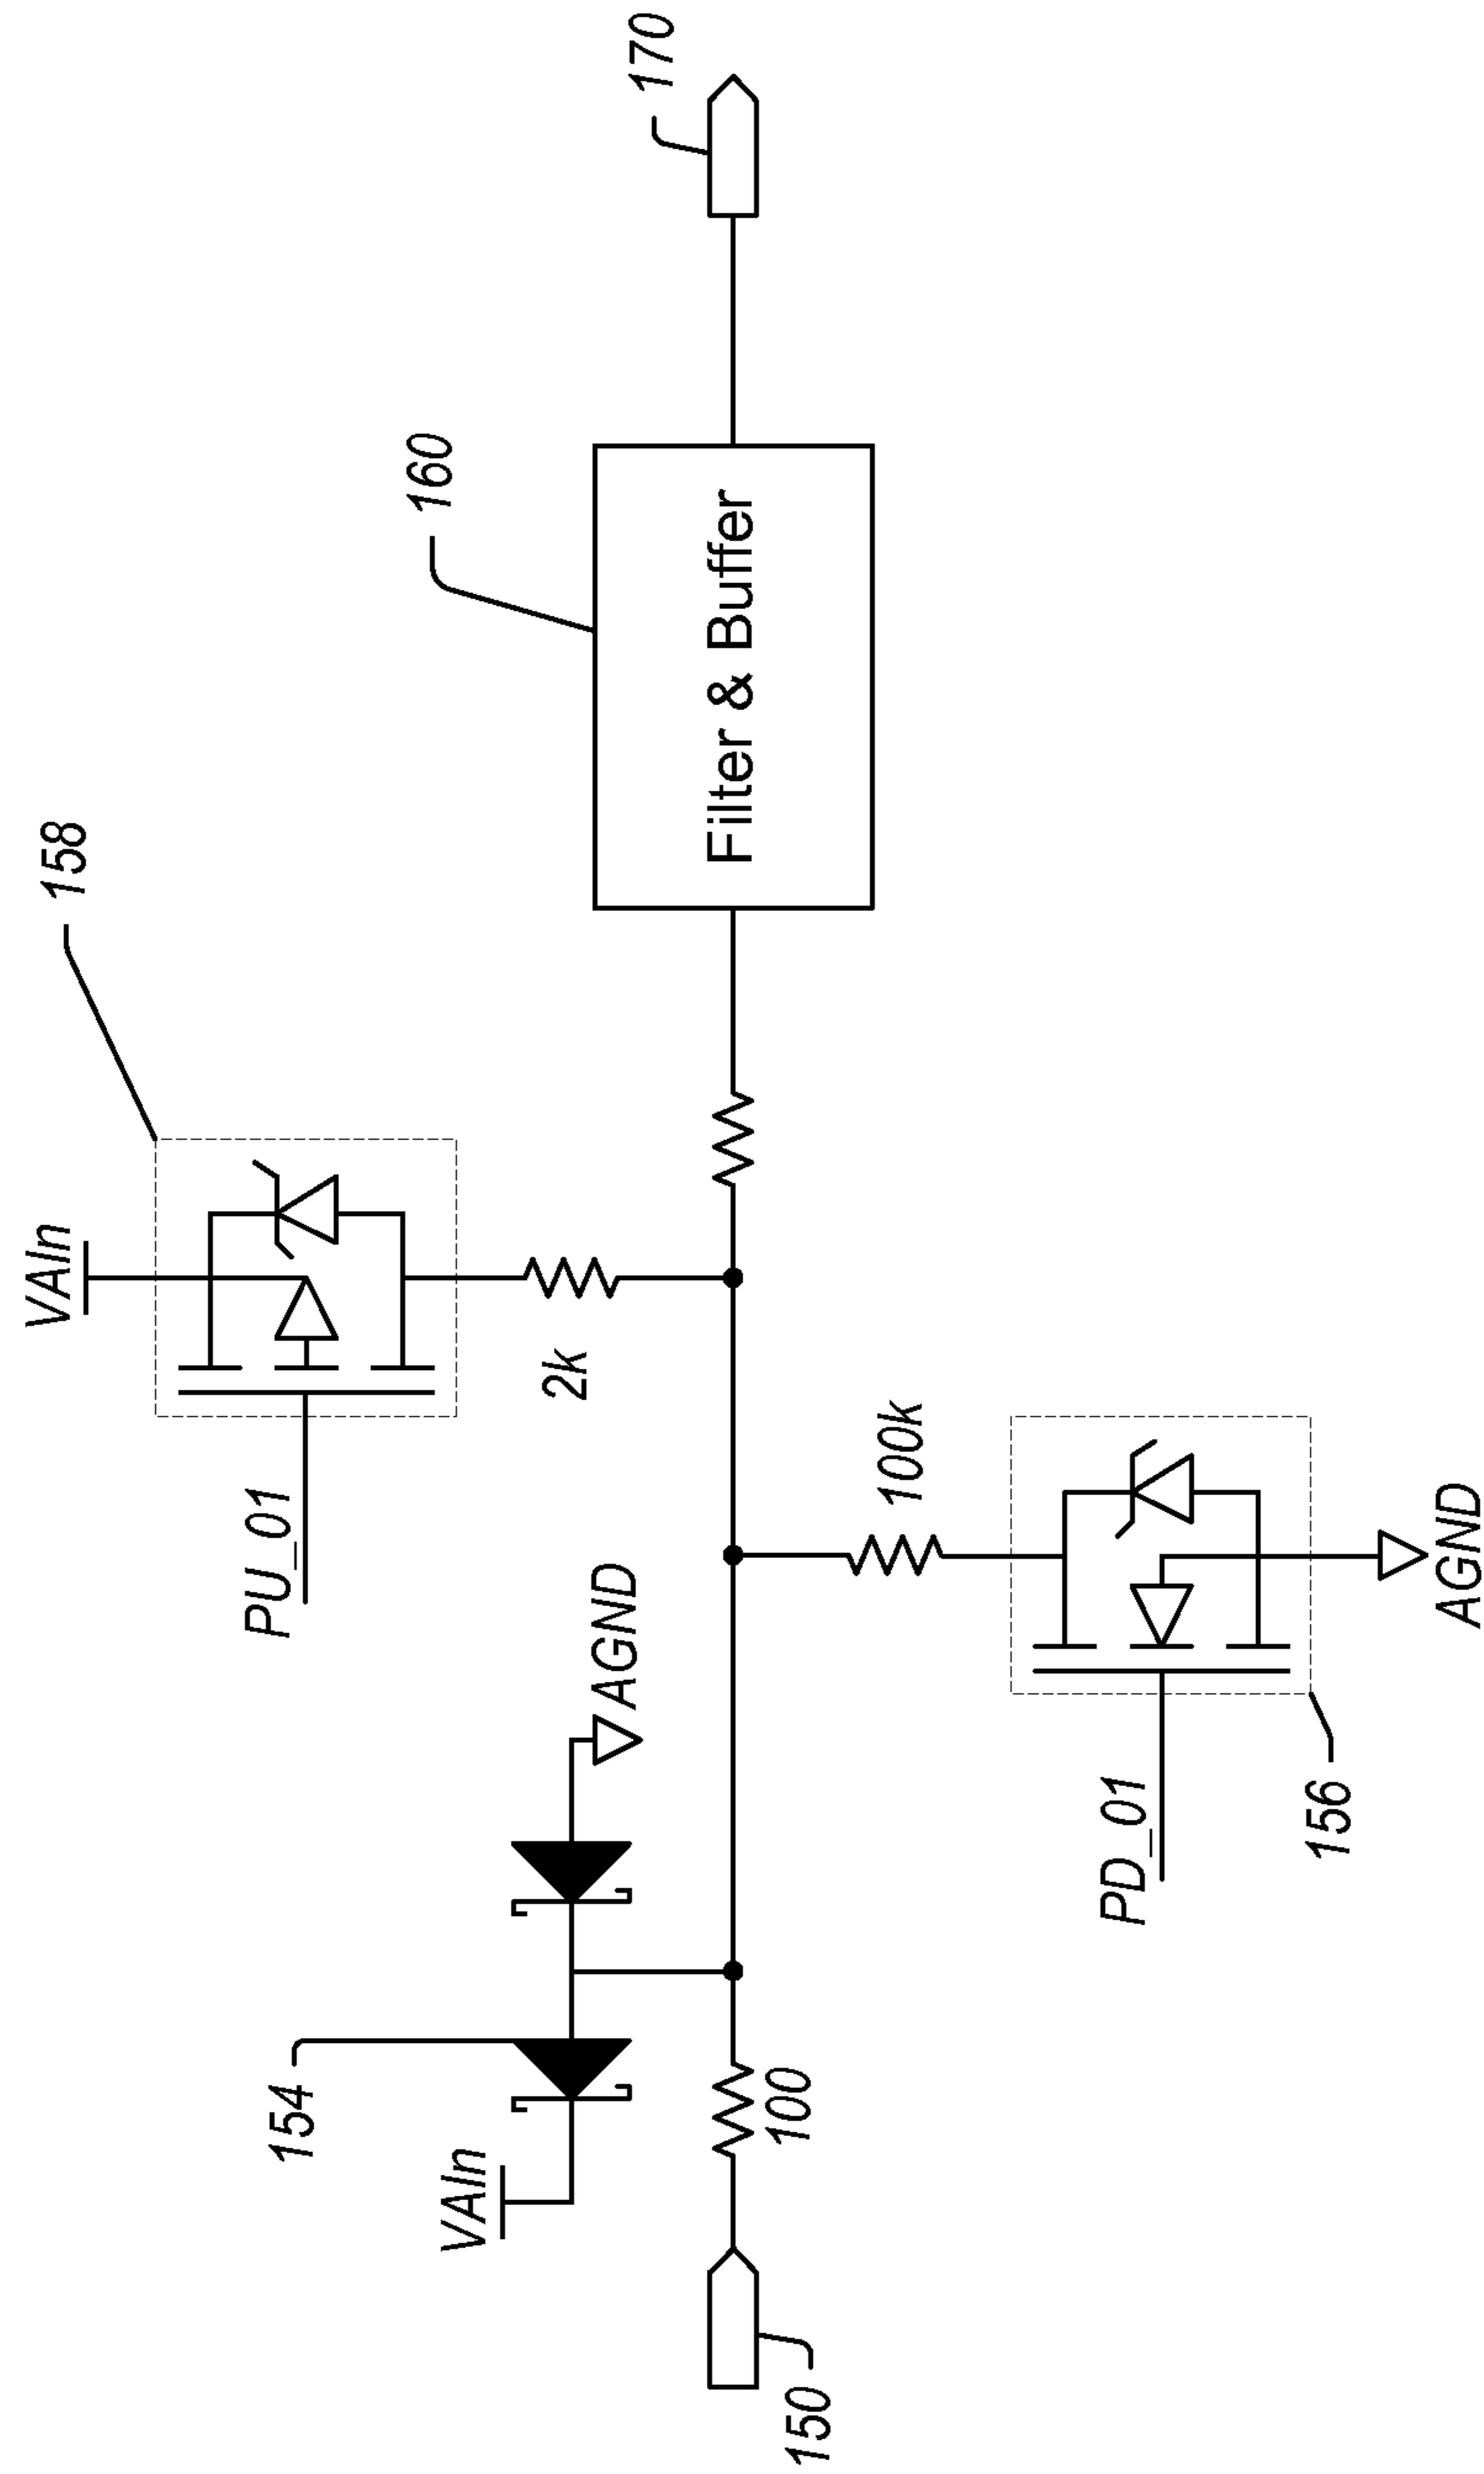 170
160
Filter & Buffer
158
VAIn
2k
PU_01
100k
AGND
AGND
PD_01
156
154
VAIn
100
150